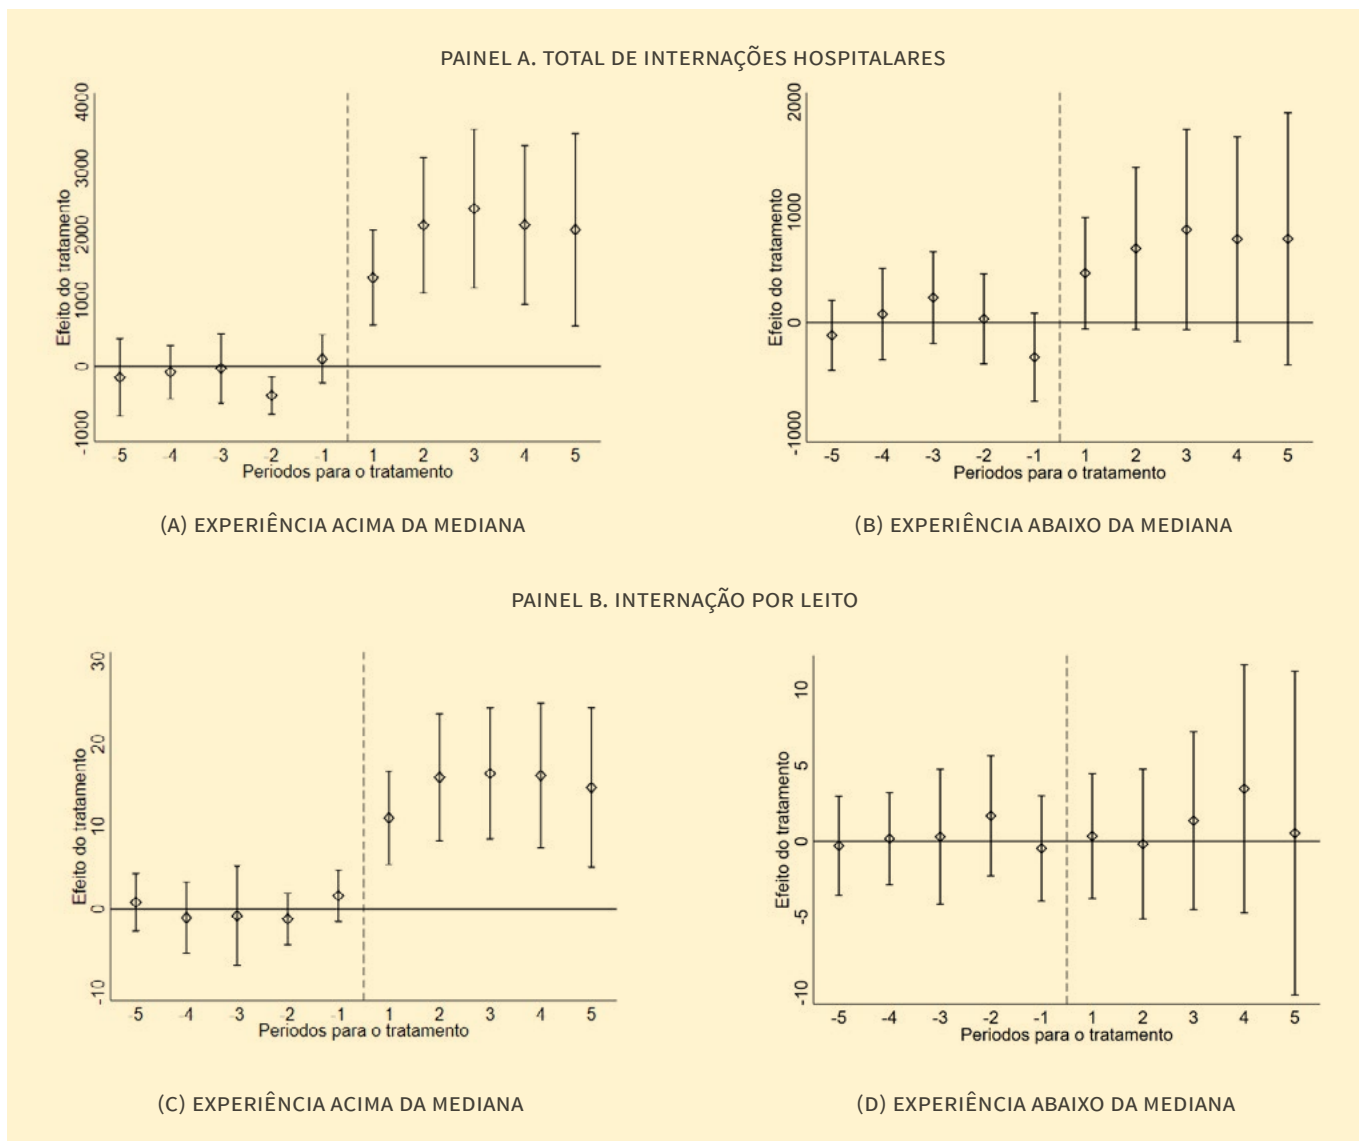 PAINEL A. TOTAL DE INTERNAÇÕES HOSPITALARES
Efeito do tratamento
4000
3000
2000
1000
0
-1000
-5 -4 -3 -2 -1 1 2 3 4 5
Periodos para o tratamento
(A) EXPERIÊNCIA ACIMA DA MEDIANA
Efeito do tratamento
2000
1000
0
-1000
-5 -4 -3 -2 -1 1 2 3 4 5
Periodos para o tratamento
(B) EXPERIÊNCIA ABAIXO DA MEDIANA
PAINEL B. INTERNAÇÃO POR LEITO
Efeito do tratamento
30
20
10
0
-10
-5 -4 -3 -2 -1 1 2 3 4 5
Periodos para o tratamento
(C) EXPERIÊNCIA ACIMA DA MEDIANA
Efeito do tratamento
10
5
0
-5
-10
-5 -4 -3 -2 -1 1 2 3 4 5
Periodos para o tratamento
(D) EXPERIÊNCIA ABAIXO DA MEDIANA